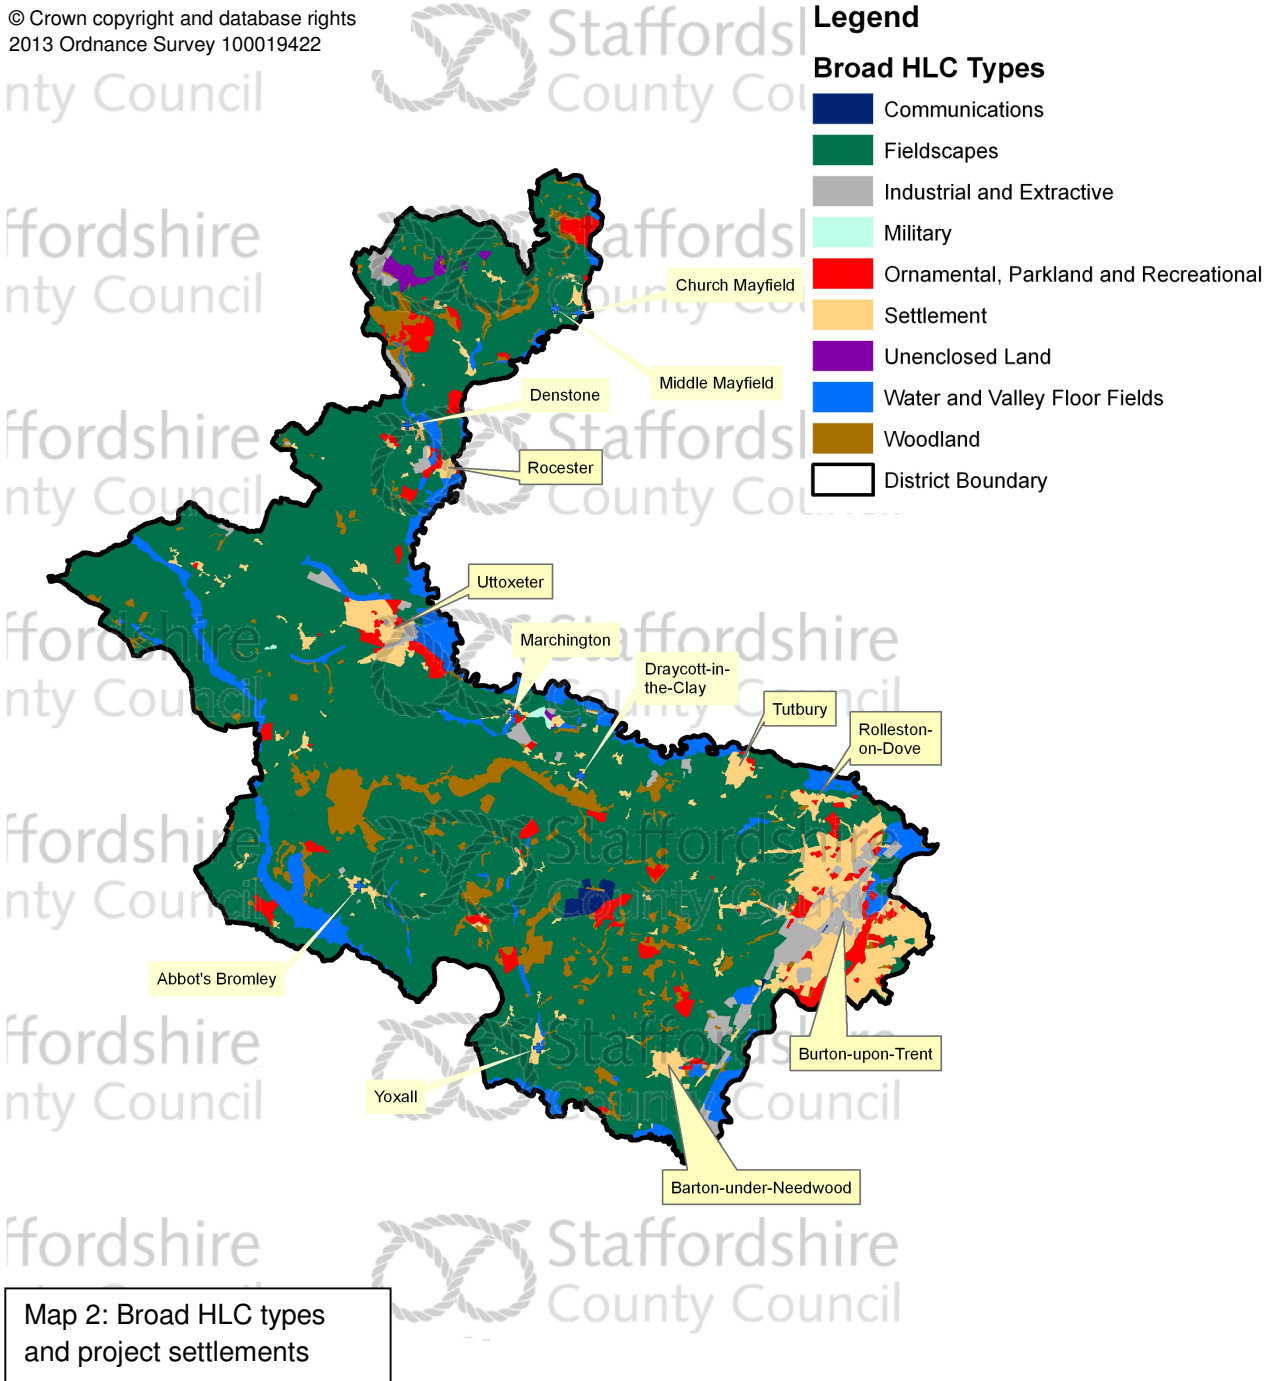 © Crown copyright and database rights
2013 Ordnance Survey 100019422
Legend
Broad HLC Types
Communications
Fieldscapes
Industrial and Extractive
Military
Ornamental, Parkland and Recreational
Settlement
Unenclosed Land
Water and Valley Floor Fields
Woodland
District Boundary
Church Mayfield
Middle Mayfield
Denstone
Rocester
Uttoxeter
Marchington
Draycott-in-
the-Clay
Tutbury
Rolleston-
on-Dove
Abbot's Bromley
Burton-upon-Trent
Yoxall
Barton-under-Needwood
Staffordshire
County Council
Map 2: Broad HLC types
and project settlements